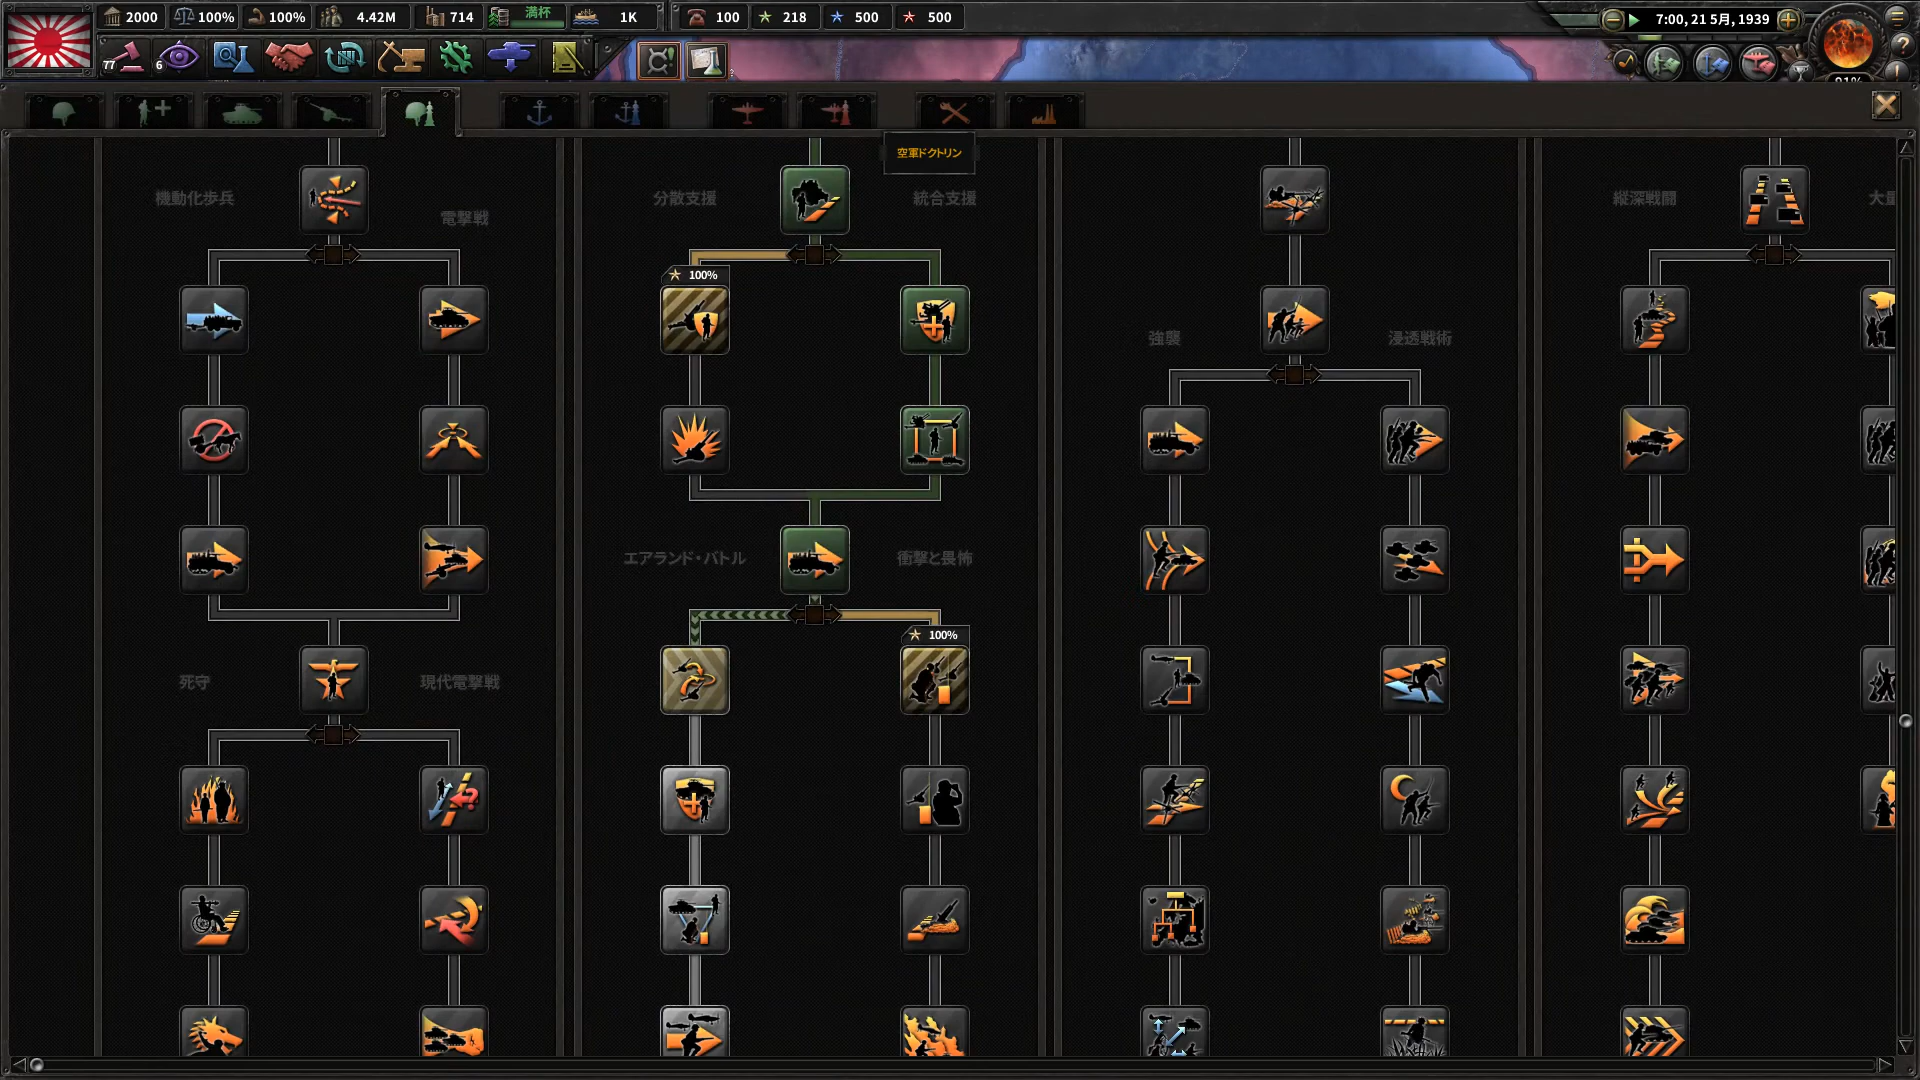 2000
100%
100%
4.42M
714
満杯
1K
100
218
500
500
7:00, 21 5月, 1939
77
6
91%
空軍ドクトリン
機動化歩兵
電撃戦
分散支援
統合支援
縦深戦闘
100%
強襲
浸透戦術
エアランド・バトル
衝撃と畏怖
100%
死守
現代電撃戦